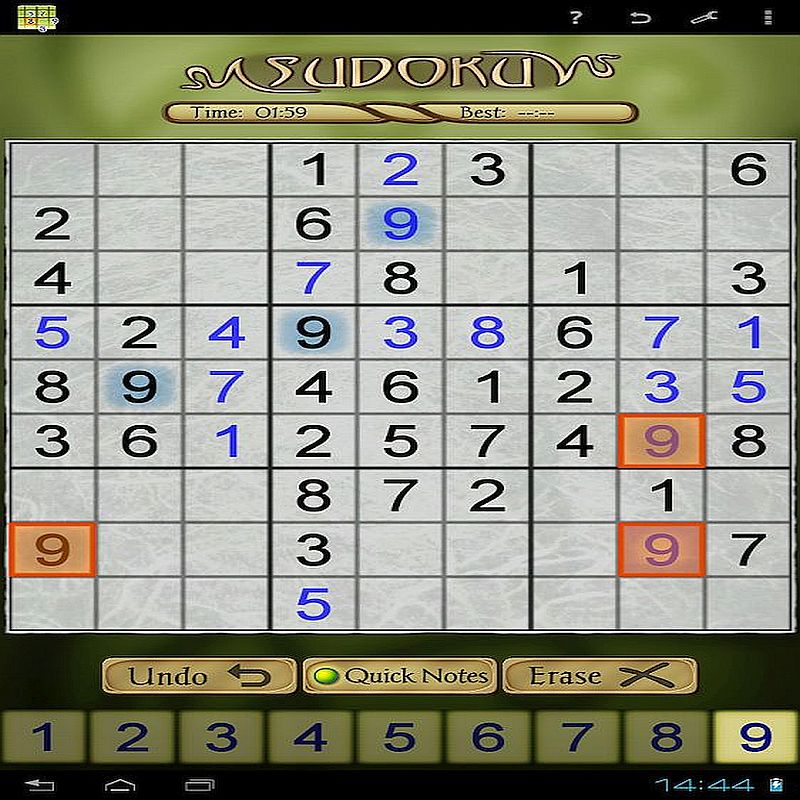 ?
SUDOKU
Time: 01:59 Best: --:--
1 2 3 6
2 6 9
4 7 8 1 3
5 2 4 9 3 8 6 7 1
8 9 7 4 6 1 2 3 5
3 6 1 2 5 7 4 9 8
8 7 2 1
9 3 9 7
5
Undo Quick Notes Erase
1 2 3 4 5 6 7 8 9
14:44